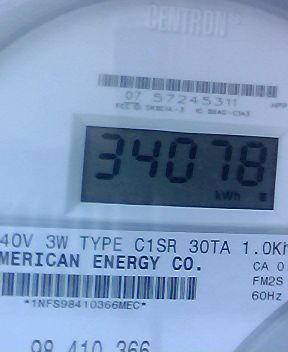 CENTRON®
07 57245311
34078
kWh
40V 3W TYPE C1SR 30TA 1.0Kh
MERICAN ENERGY CO.
CA 0.
FM2S
60Hz
*1NFS98410366MEC*
98 410 366